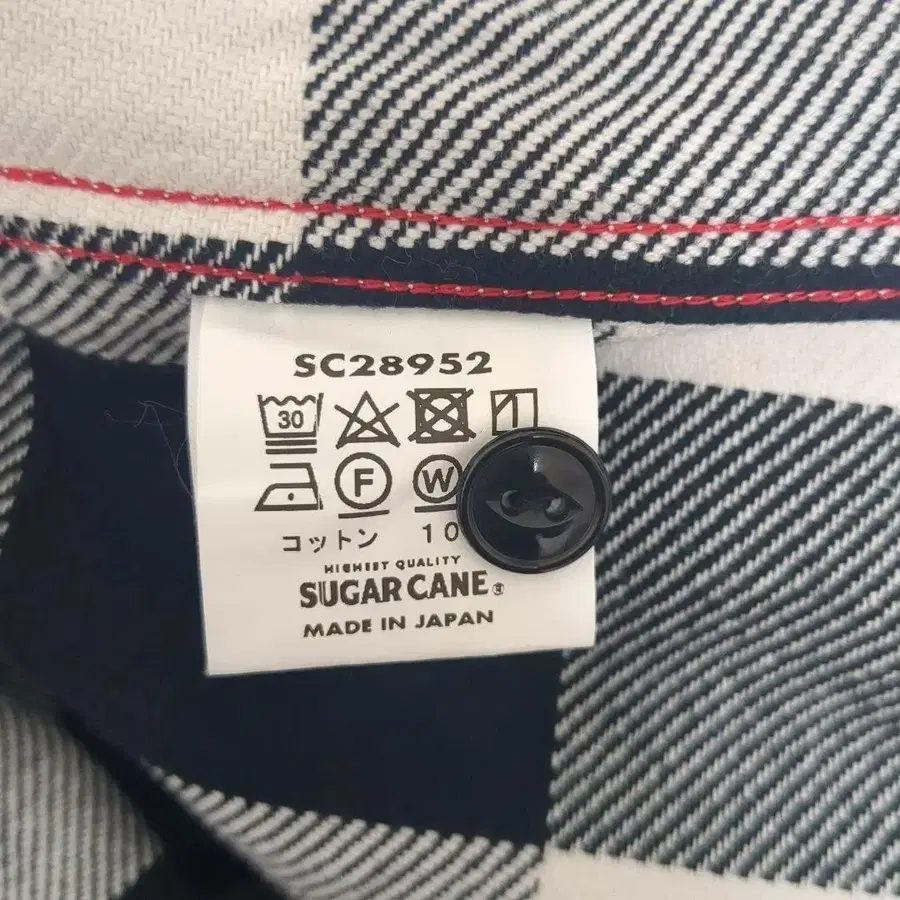 SC28952
30
F W
コットン 10
HIGHEST QUALITY
SUGAR CANE®
MADE IN JAPAN